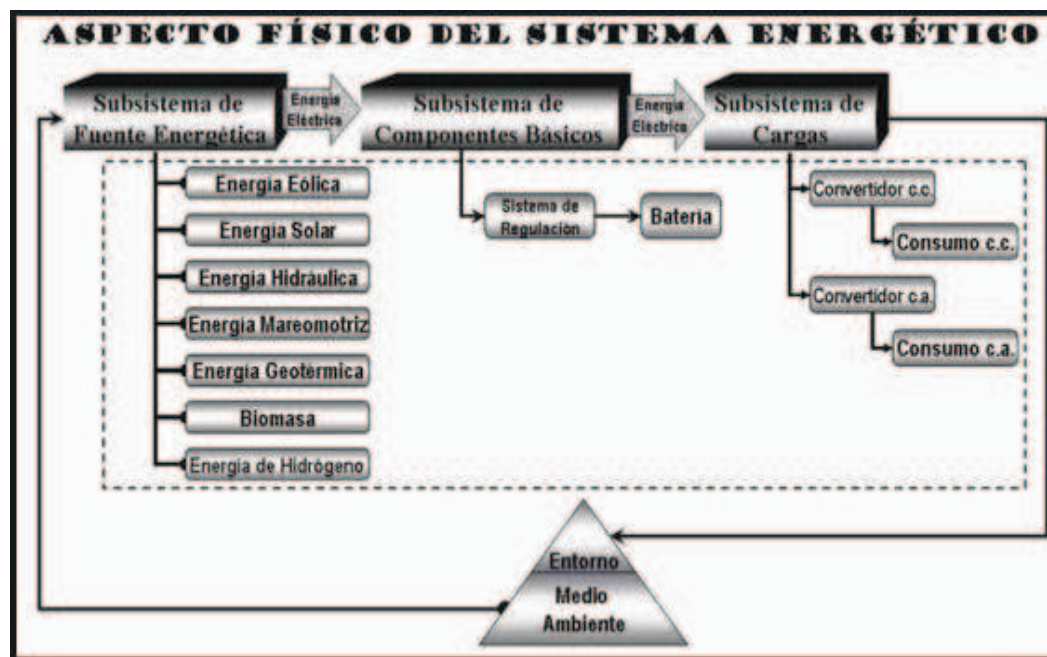 ASPECTO FÍSICO DEL SISTEMA ENERGÉTICO
Subsistema de
Fuente Energética
Energía
Eléctrica
Subsistema de
Componentes Básicos
Energía
Eléctrica
Subsistema de
Cargas
Energía Eólica
Energía Solar
Energía Hidráulica
Energía Mareomotriz
Energía Geotérmica
Biomasa
Energía de Hidrógeno
Sistema de
Regulación
Batería
Convertidor c.c.
Consumo c.c.
Convertidor c.a.
Consumo c.a.
Entorno
Medio
Ambiente